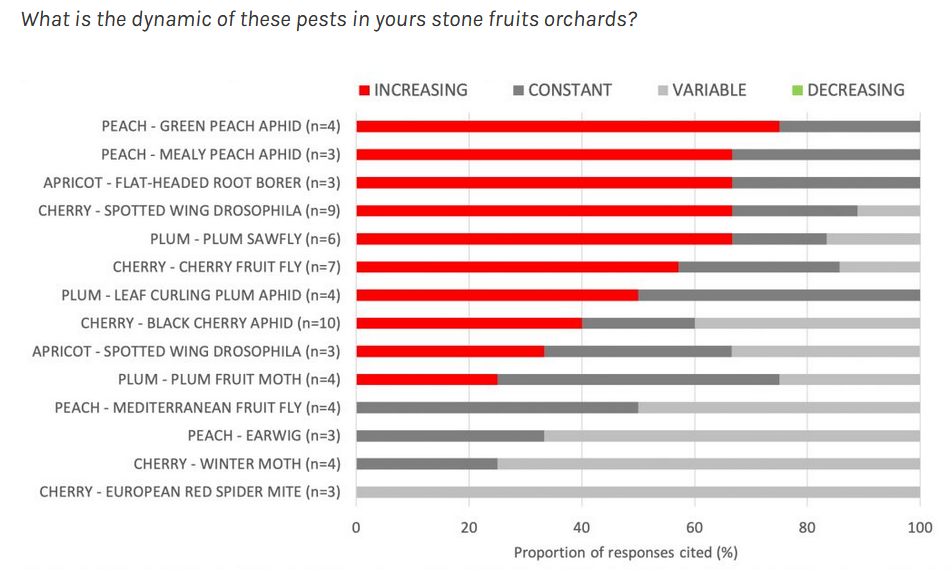 What is the dynamic of these pests in yours stone fruits orchards?
INCREASING CONSTANT VARIABLE DECREASING
PEACH - GREEN PEACH APHID (n=4)
PEACH - MEALY PEACH APHID (n=3)
APRICOT - FLAT-HEADED ROOT BORER (n=3)
CHERRY - SPOTTED WING DROSOPHILA (n=9)
PLUM - PLUM SAWFLY (n=6)
CHERRY - CHERRY FRUIT FLY (n=7)
PLUM - LEAF CURLING PLUM APHID (n=4)
CHERRY - BLACK CHERRY APHID (n=10)
APRICOT - SPOTTED WING DROSOPHILA (n=3)
PLUM - PLUM FRUIT MOTH (n=4)
PEACH - MEDITERRANEAN FRUIT FLY (n=4)
PEACH - EARWIG (n=3)
CHERRY - WINTER MOTH (n=4)
CHERRY - EUROPEAN RED SPIDER MITE (n=3)
0 20 40 60 80 100
Proportion of responses cited (%)